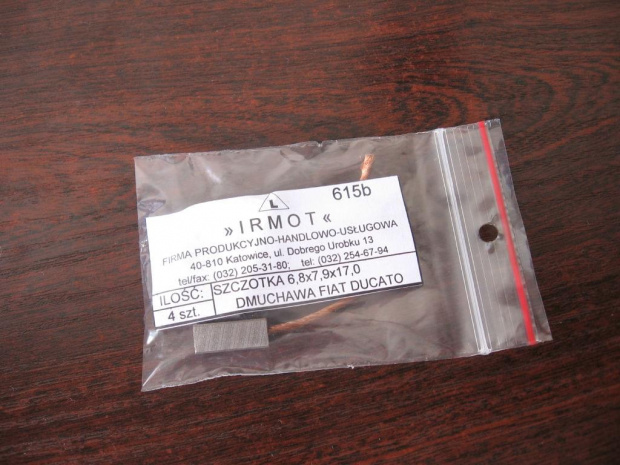 L
615b
»IRMOT«
FIRMA PRODUKCYJNO-HANDLOWO-USŁUGOWA
40-810 Katowice, ul. Dobrego Urobku 13
tel/fax: (032) 205-31-80; tel: (032) 254-67-94
ILOŚĆ:
4 szt.
SZCZOTKA 6,8x7,9x17,0
DMUCHAWA FIAT DUCATO